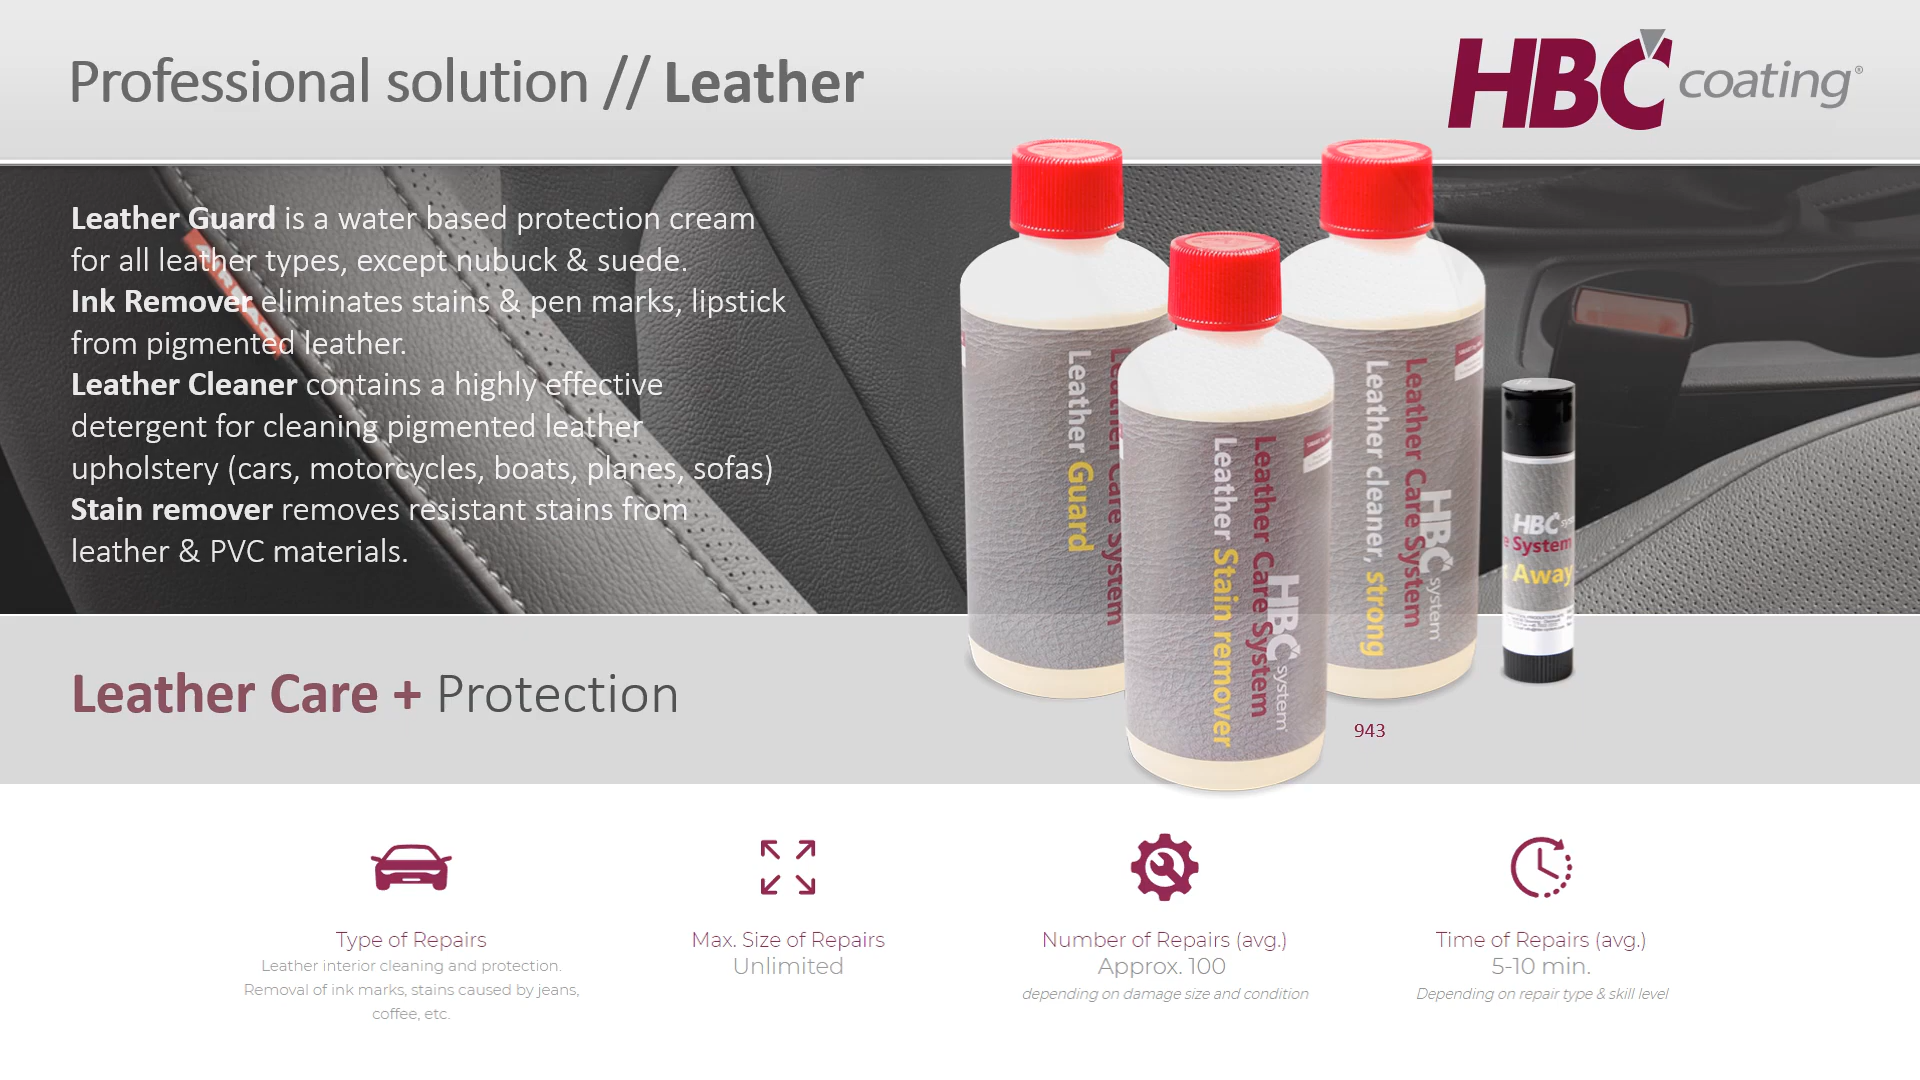 Professional solution // Leather
HBC coating®
Leather Guard is a water based protection cream
for all leather types, except nubuck & suede.
Ink Remover eliminates stains & pen marks, lipstick
from pigmented leather.
Leather Cleaner contains a highly effective
detergent for cleaning pigmented leather
upholstery (cars, motorcycles, boats, planes, sofas)
Stain remover removes resistant stains from
leather & PVC materials.
Leather Care System
Leather Guard
HBC system
Leather Care System
Leather Stain remover
HBC system
Leather Care System
Leather cleaner, strong
HBC
System
Away
Leather Care + Protection
943
Type of Repairs
Leather interior cleaning and protection.
Removal of ink marks, stains caused by jeans,
coffee, etc.
Max. Size of Repairs
Unlimited
Number of Repairs (avg.)
Approx. 100
depending on damage size and condition
Time of Repairs (avg.)
5-10 min.
Depending on repair type & skill level